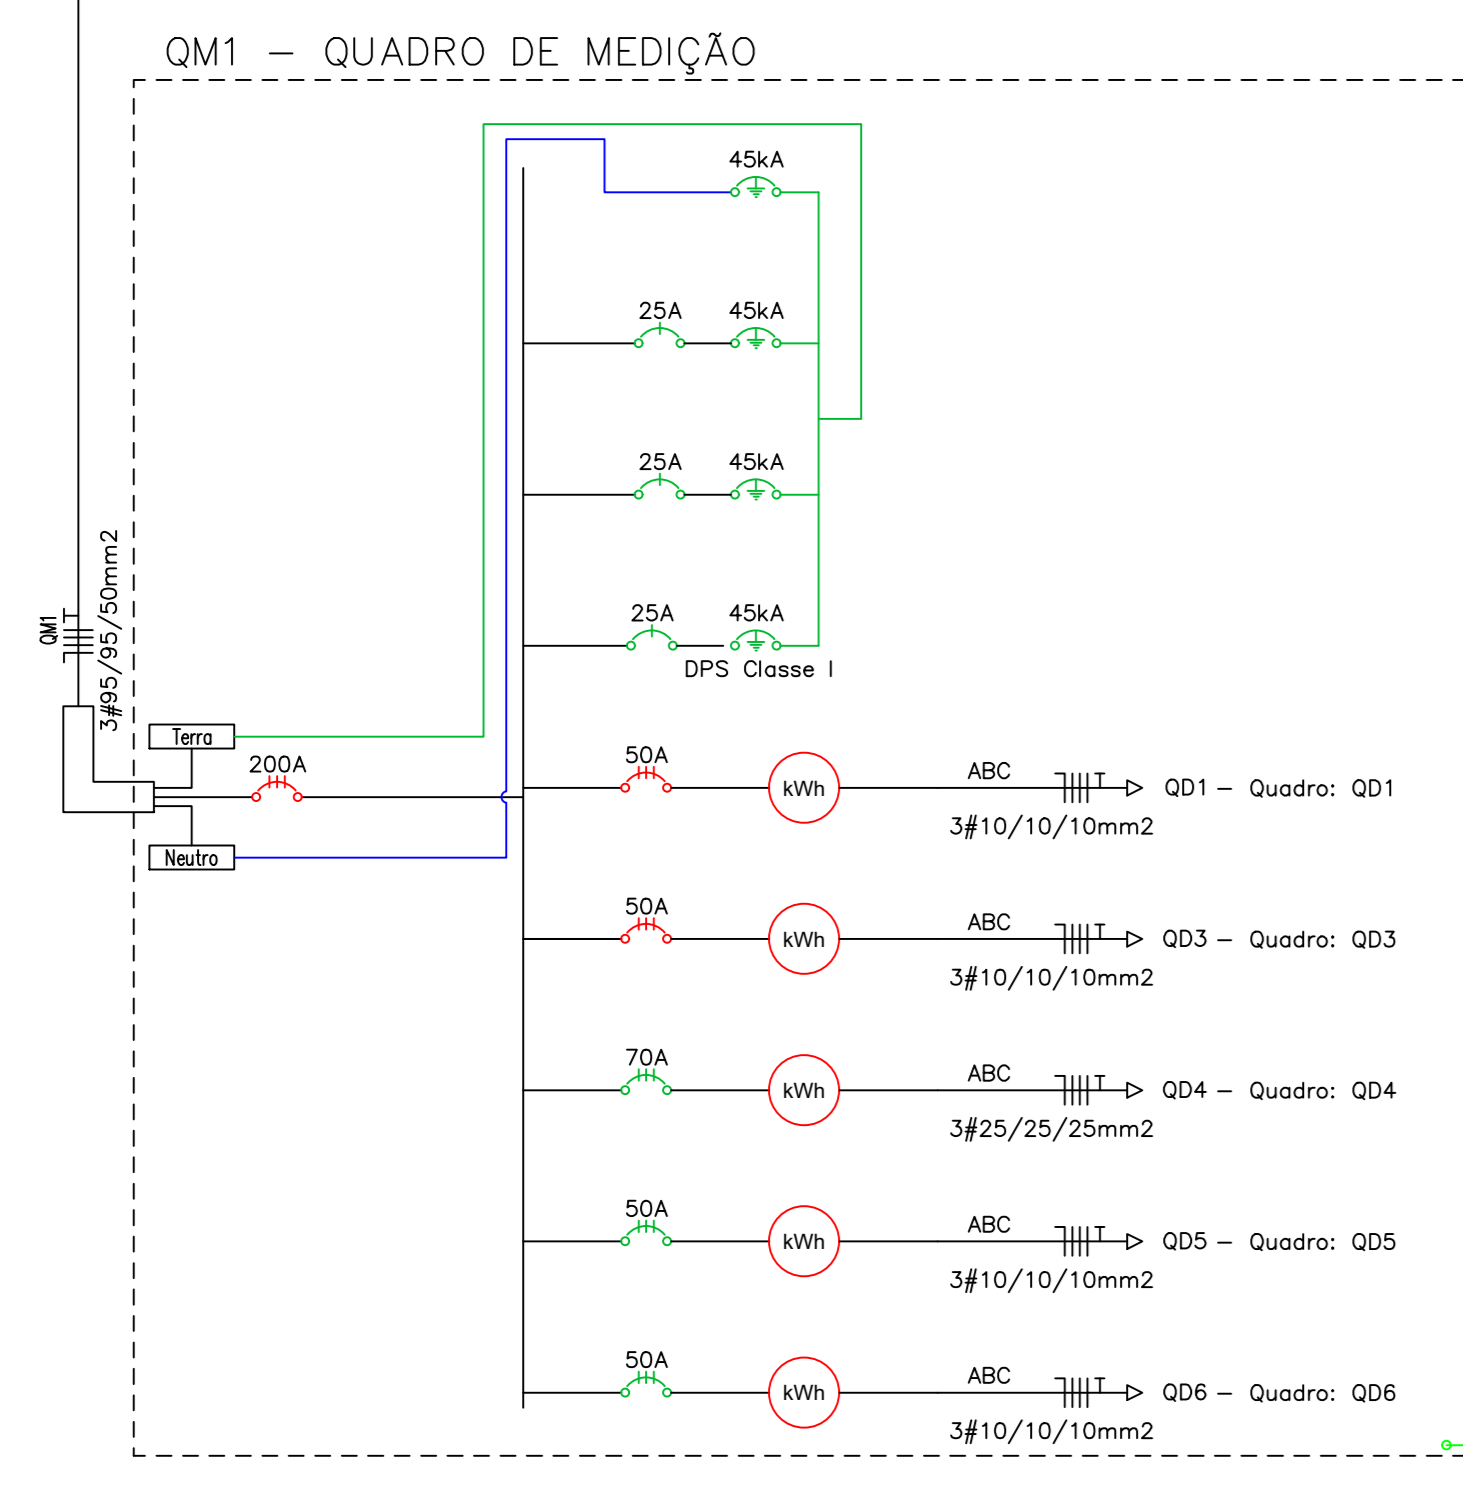 QM1 - QUADRO DE MEDIÇÃO
45kA
25A 45kA
25A 45kA
25A 45kA
DPS Classe I
QM1
3#95/95/50mm2
Terra
200A
Neutro
50A
kWh
ABC
3#10/10/10mm2
QD1 - Quadro: QD1
50A
kWh
ABC
3#10/10/10mm2
QD3 - Quadro: QD3
70A
kWh
ABC
3#25/25/25mm2
QD4 - Quadro: QD4
50A
kWh
ABC
3#10/10/10mm2
QD5 - Quadro: QD5
50A
kWh
ABC
3#10/10/10mm2
QD6 - Quadro: QD6